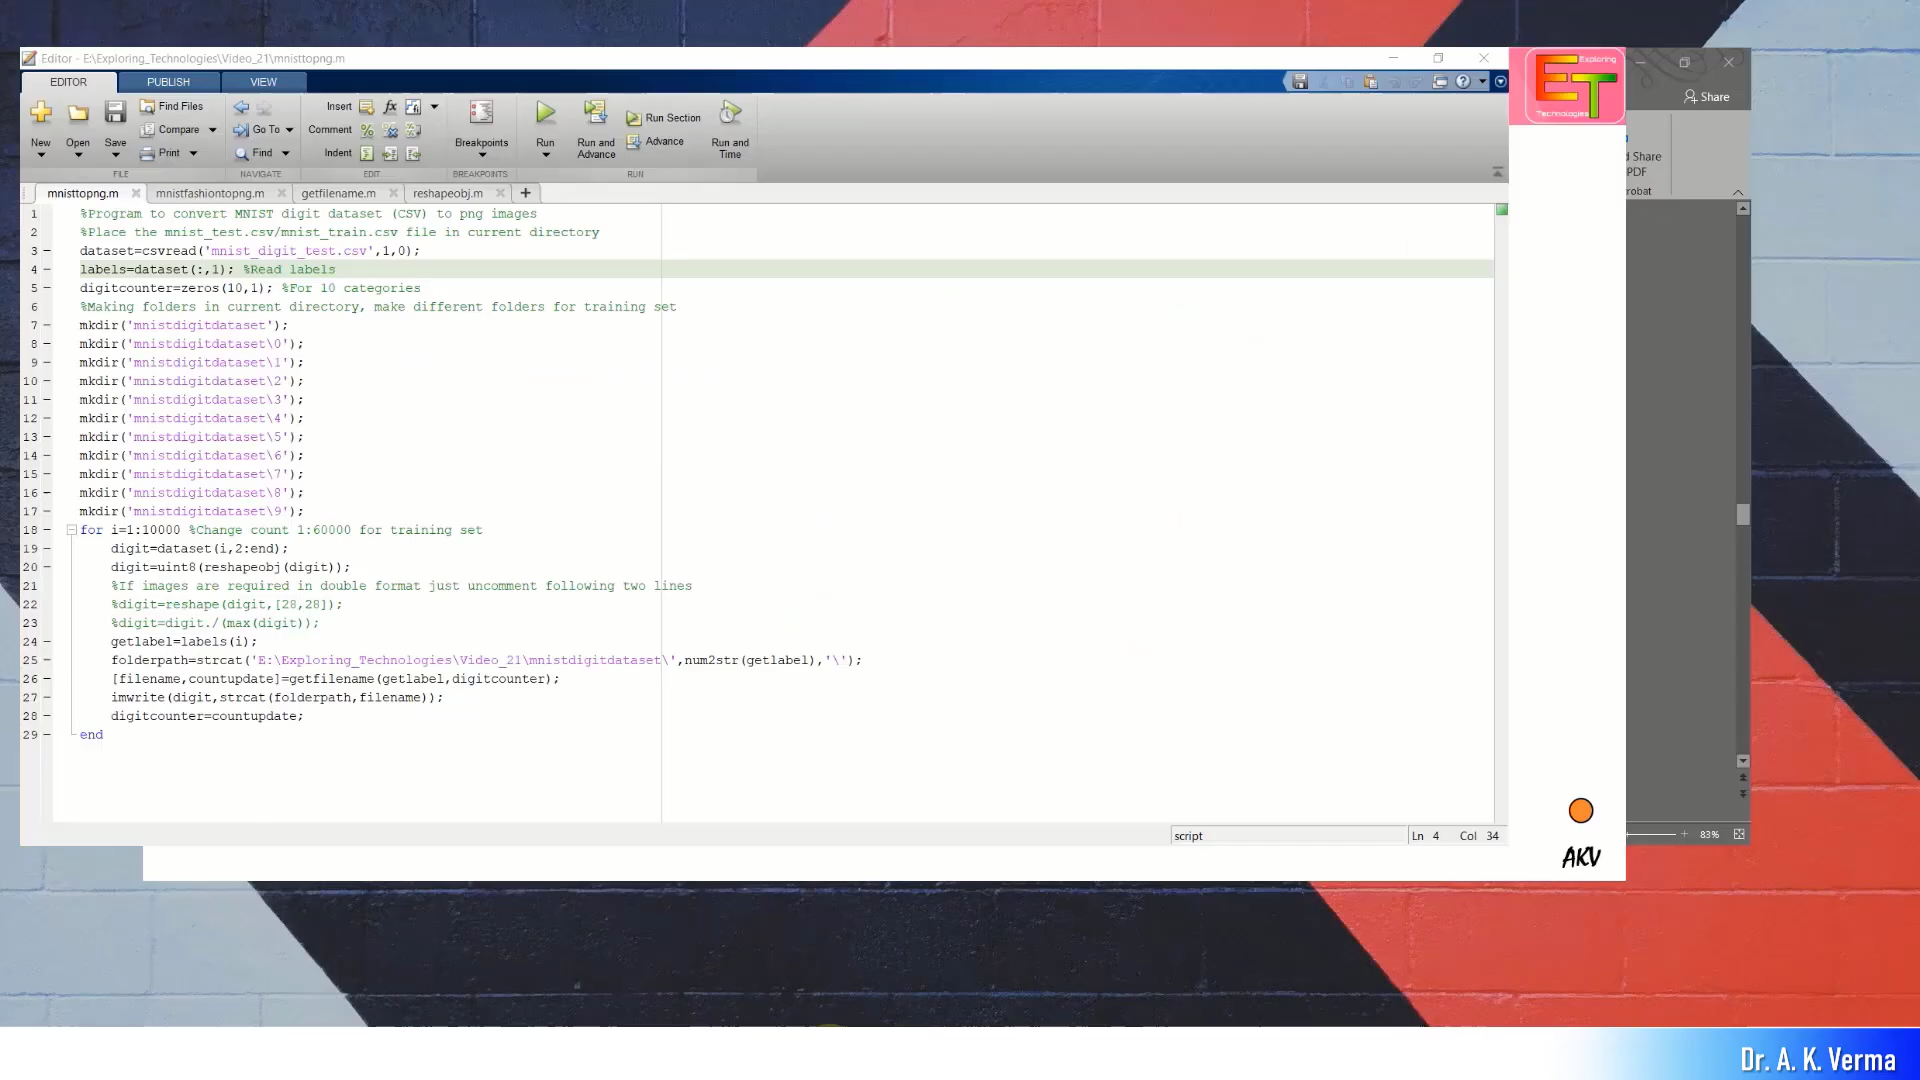 Editor - E:\Exploring_Technologies\Video_21\mnisttopng.m
EDITOR PUBLISH VIEW
New Open Save Find Files Compare Print
Go To Find
Insert Comment Indent
Breakpoints
Run
Run and Advance
Run Section
Advance
Run and Time
FILE NAVIGATE EDIT BREAKPOINTS RUN
mnisttopng.m mnistfashiontopng.m getfilename.m reshapeobj.m
1 %Program to convert MNIST digit dataset (CSV) to png images
2 %Place the mnist_test.csv/mnist_train.csv file in current directory
3 dataset=csvread('mnist_digit_test.csv',1,0);
4 labels=dataset(:,1); %Read labels
5 digitcounter=zeros(10,1); %For 10 categories
6 %Making folders in current directory, make different folders for training set
7 mkdir('mnistdigitdataset');
8 mkdir('mnistdigitdataset\0');
9 mkdir('mnistdigitdataset\1');
10 mkdir('mnistdigitdataset\2');
11 mkdir('mnistdigitdataset\3');
12 mkdir('mnistdigitdataset\4');
13 mkdir('mnistdigitdataset\5');
14 mkdir('mnistdigitdataset\6');
15 mkdir('mnistdigitdataset\7');
16 mkdir('mnistdigitdataset\8');
17 mkdir('mnistdigitdataset\9');
18 for i=1:10000 %Change count 1:60000 for training set
19 digit=dataset(i,2:end);
20 digit=uint8(reshapeobj(digit));
21 %If images are required in double format just uncomment following two lines
22 %digit=reshape(digit,[28,28]);
23 %digit=digit./(max(digit));
24 getlabel=labels(i);
25 folderpath=strcat('E:\Exploring_Technologies\Video_21\mnistdigitdataset\',num2str(getlabel),'\');
26 [filename,countupdate]=getfilename(getlabel,digitcounter);
27 imwrite(digit,strcat(folderpath,filename));
28 digitcounter=countupdate;
29 end
script Ln 4 Col 34
Exploring
ET
Technologies
Share
d Share
PDF
robat
83%
AKV
Dr. A. K. Verma